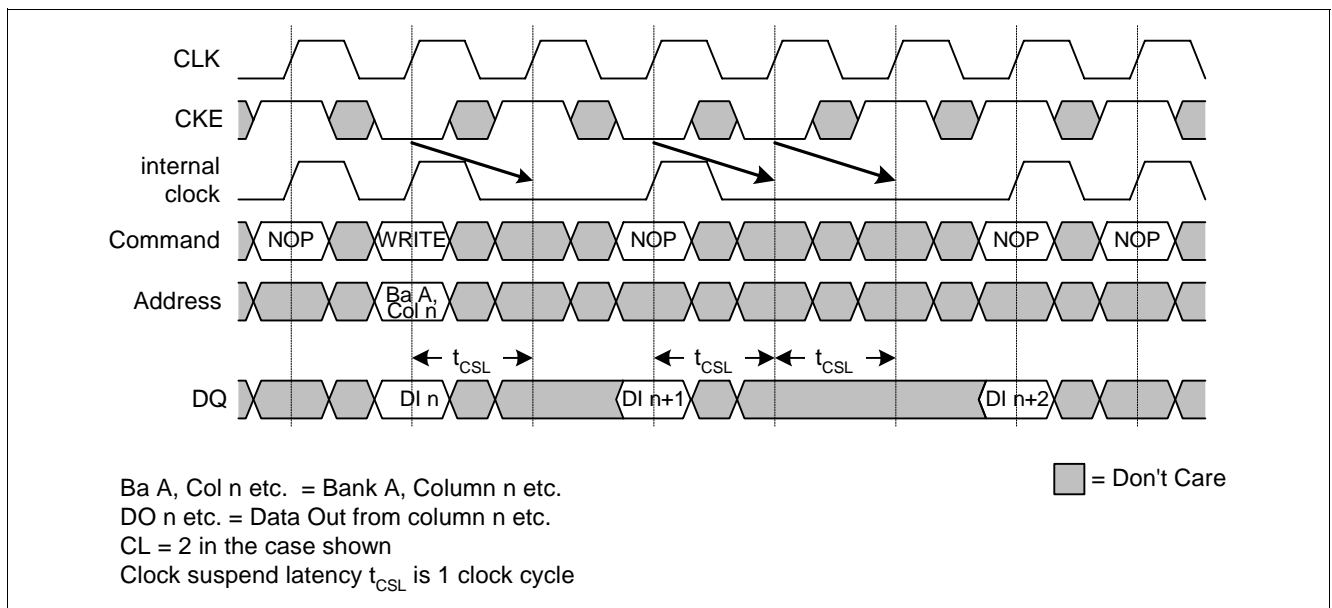 CLK
CKE
internal
clock
Command NOP WRITE NOP NOP NOP
Address Ba A,
Col n
tCSL tCSL tCSL
DQ DI n DI n+1 DI n+2
Ba A, Col n etc. = Bank A, Column n etc.
= Don't Care
DO n etc. = Data Out from column n etc.
CL = 2 in the case shown
Clock suspend latency tCSL is 1 clock cycle